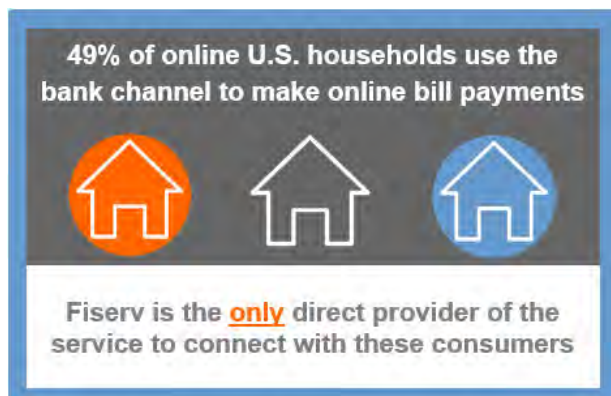 49% of online U.S. households use the
bank channel to make online bill payments
Fiserv is the only direct provider of the
service to connect with these consumers